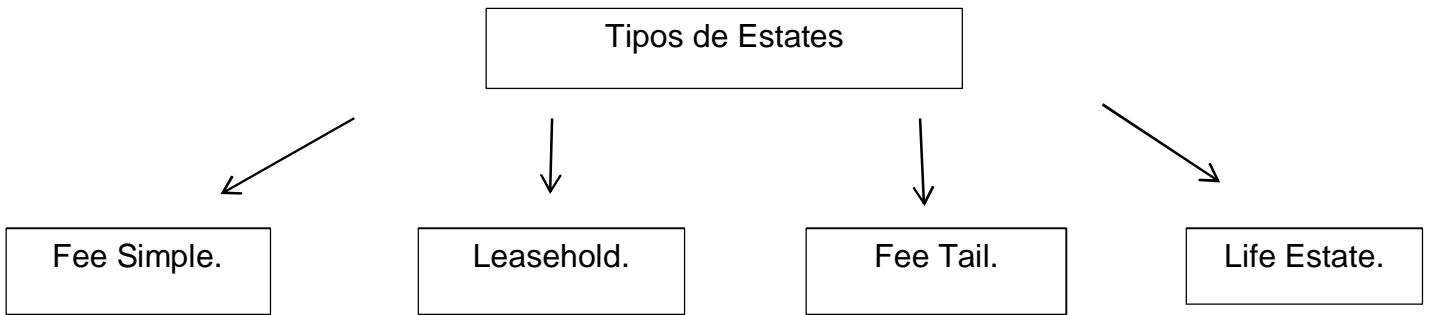 Tipos de Estates
Fee Simple.
Leasehold.
Fee Tail.
Life Estate.